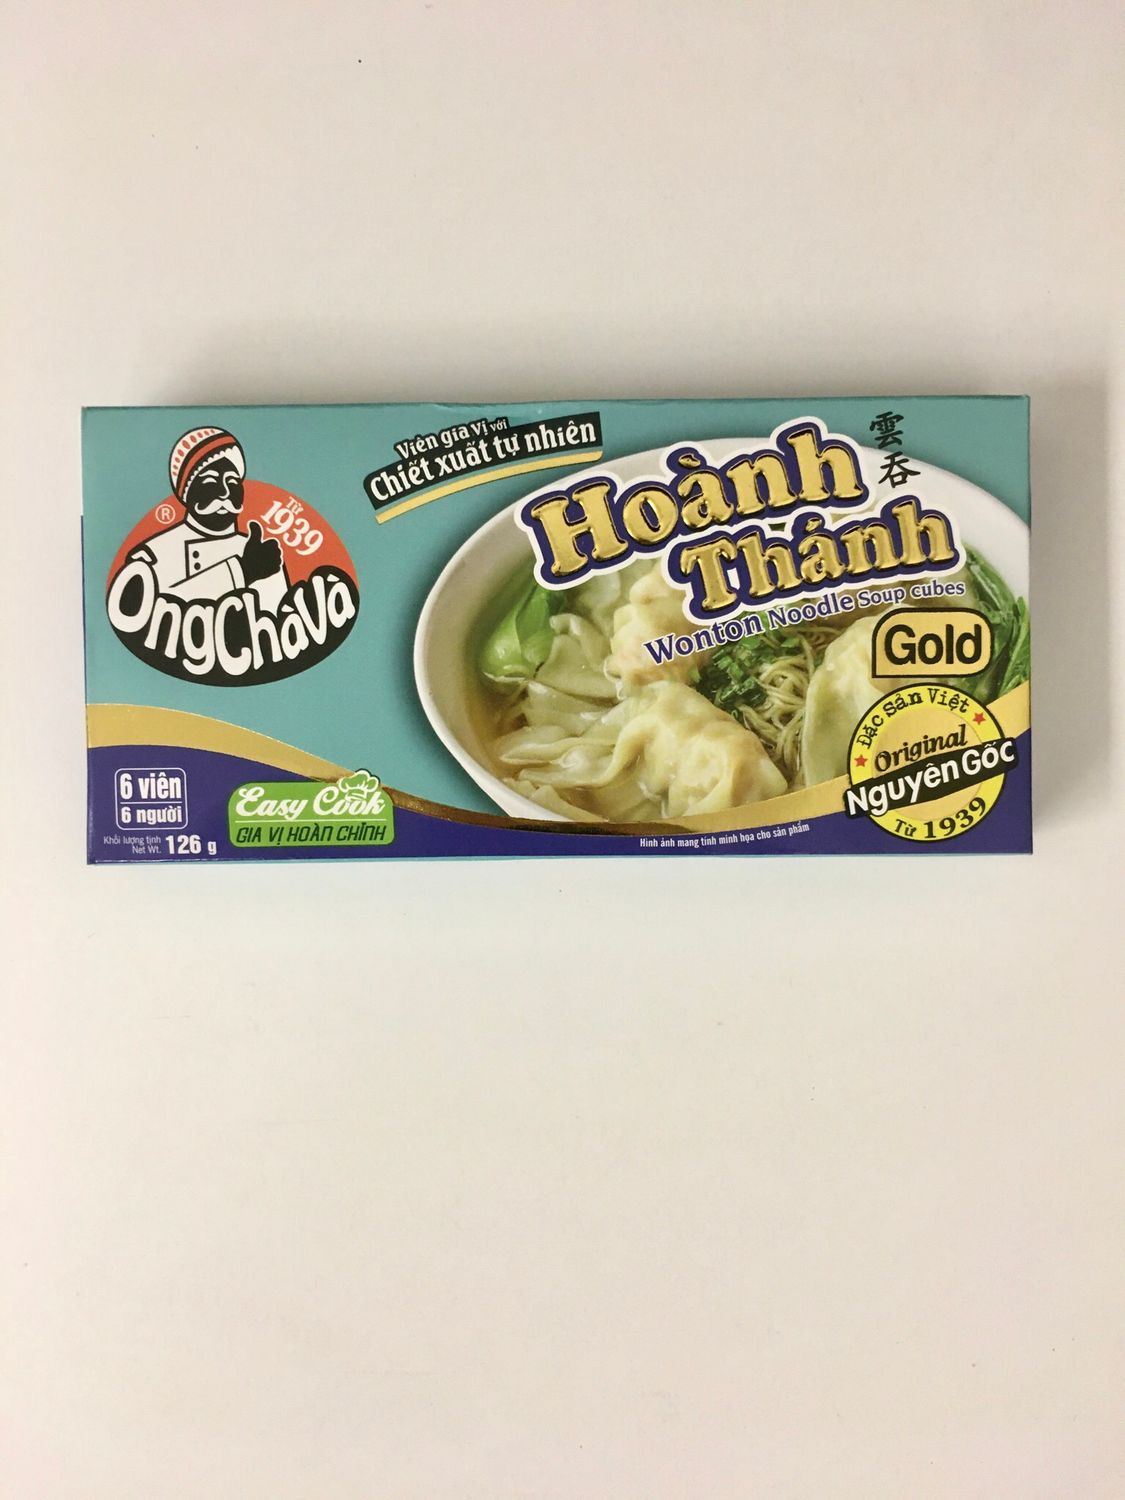 Viên gia vị với
Chiết xuất tự nhiên
®
Từ
1939
ÔngChàVà
Hoành
Thánh
雲
吞
Wonton Noodle Soup cubes
Gold
Đặc Sản Việt
Original
Nguyên Gốc
Từ 1939
6 viên
6 người
Khối lượng tịnh
Net Wt. 126 g
Easy Cook
GIA VỊ HOÀN CHỈNH
Hình ảnh mang tính minh họa cho sản phẩm